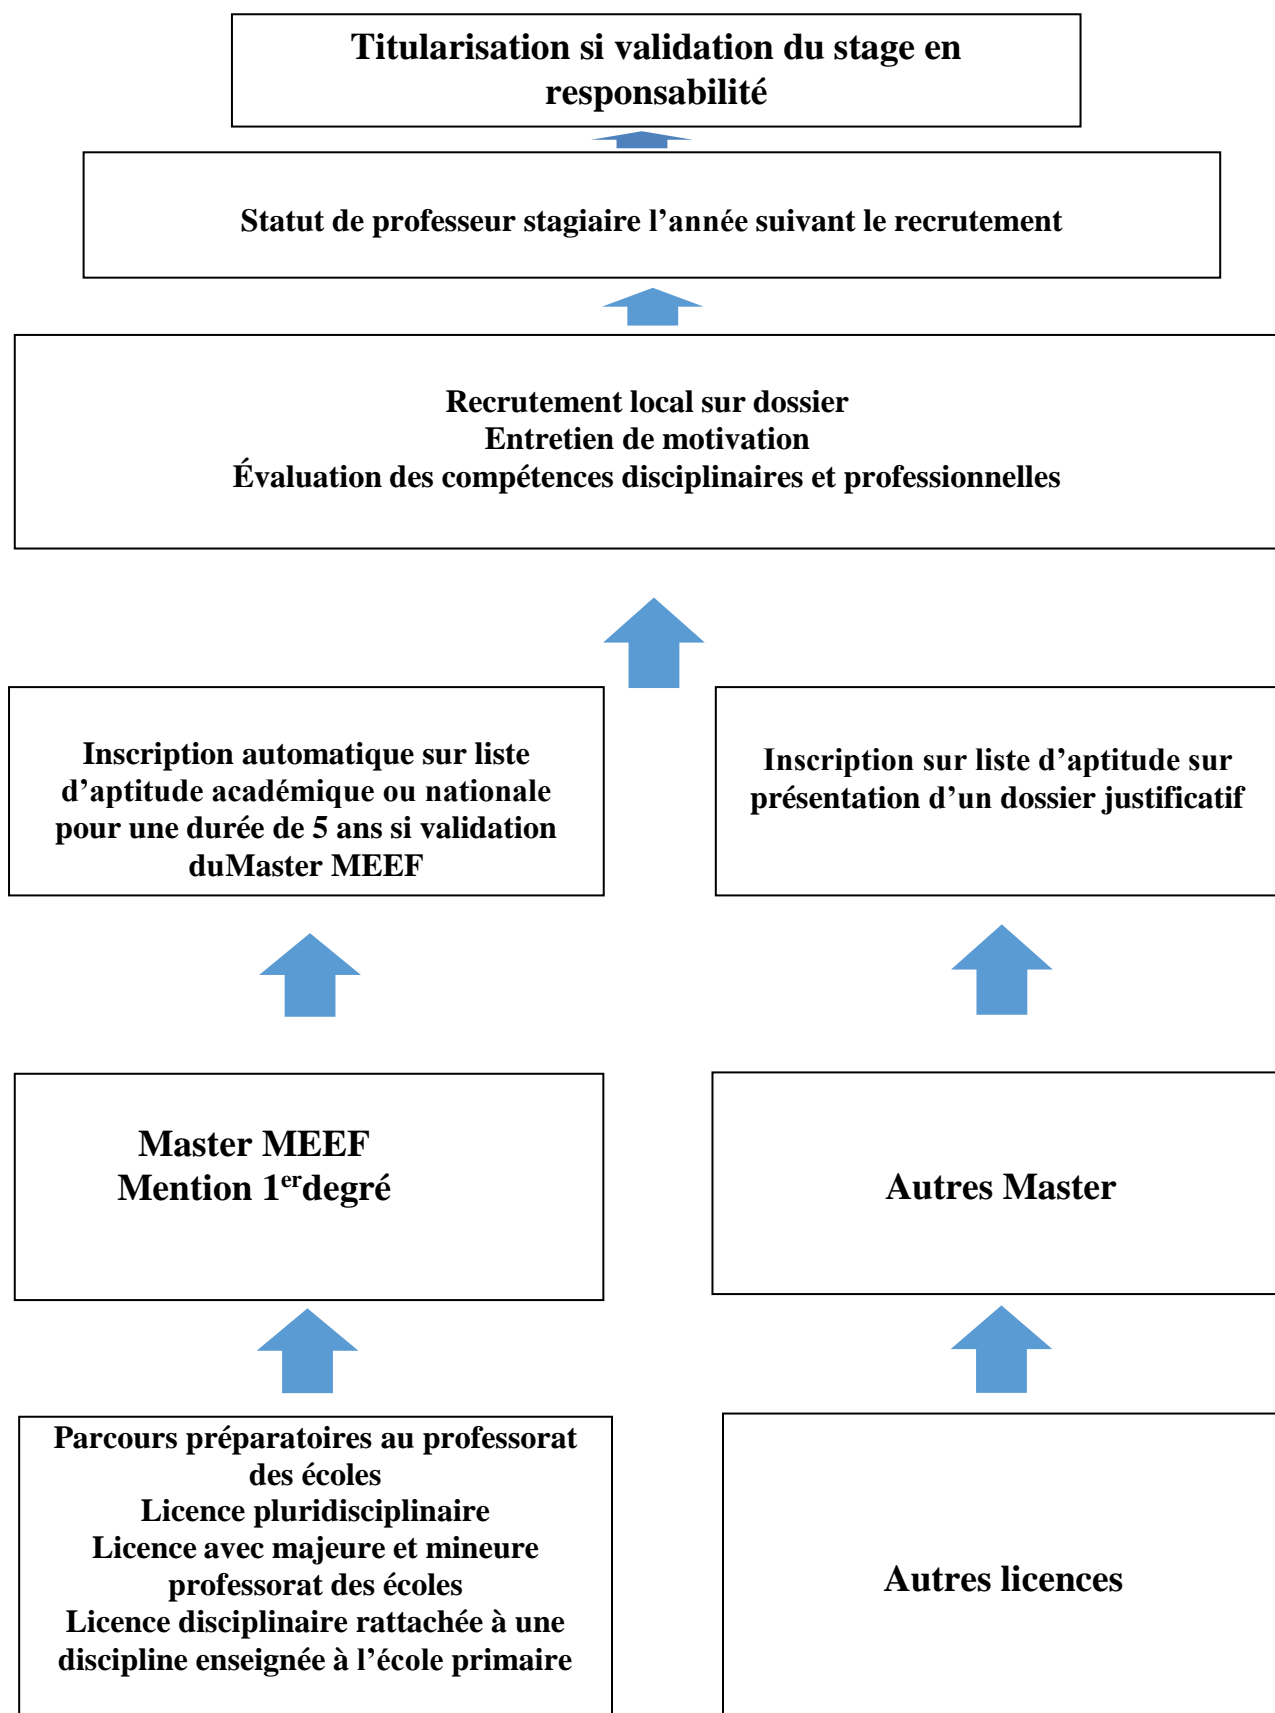 Titularisation si validation du stage en
responsabilité
Statut de professeur stagiaire l’année suivant le recrutement
Recrutement local sur dossier
Entretien de motivation
Évaluation des compétences disciplinaires et professionnelles
Inscription automatique sur liste
d’aptitude académique ou nationale
pour une durée de 5 ans si validation
duMaster MEEF
Inscription sur liste d’aptitude sur
présentation d’un dossier justificatif
Master MEEF
Mention 1erdegré
Autres Master
Parcours préparatoires au professorat
des écoles
Licence pluridisciplinaire
Licence avec majeure et mineure
professorat des écoles
Licence disciplinaire rattachée à une
discipline enseignée à l’école primaire
Autres licences